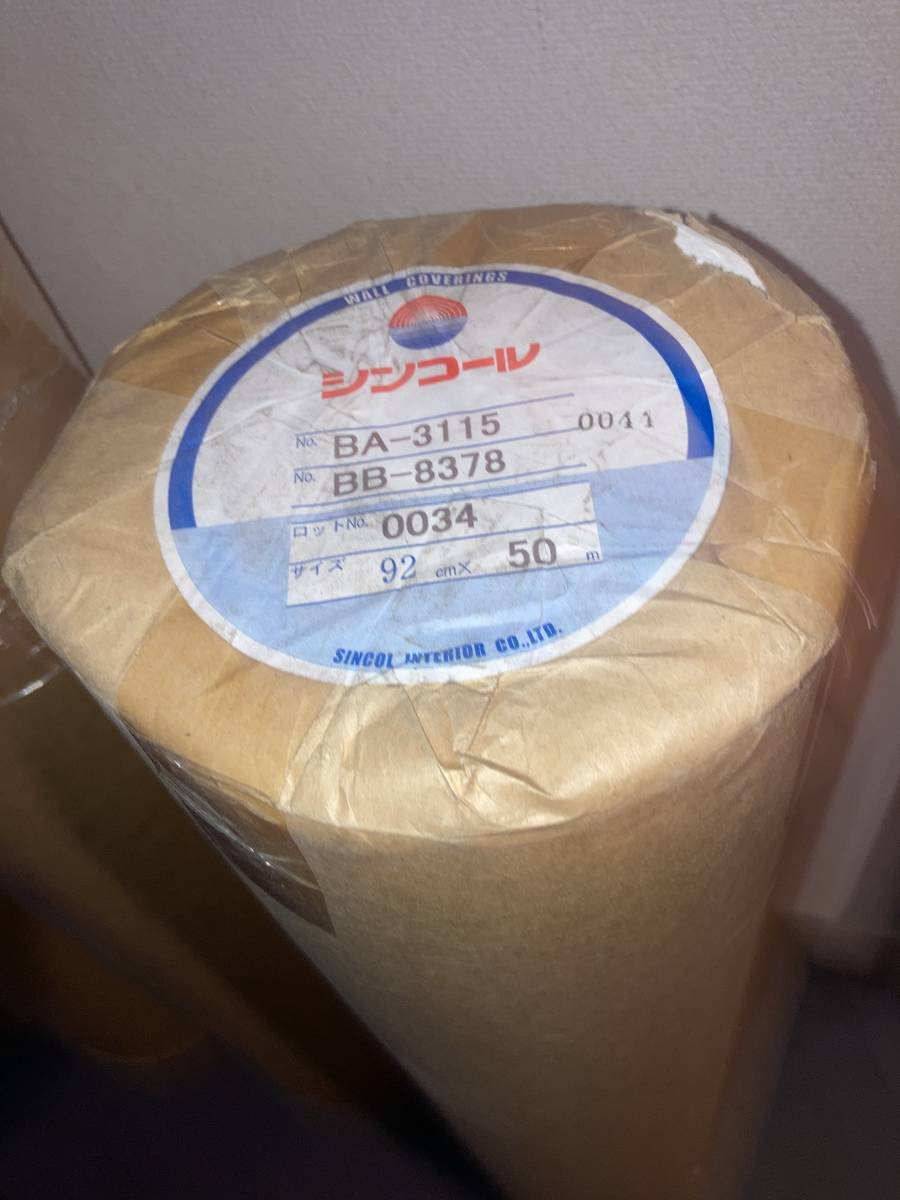 WALL COVERINGS
シンコール
No. BA-3115 0041
No. BB-8378
ロットNo. 0034
サイズ 92 cm× 50 m
SINCOL INTERIOR CO.,LTD.